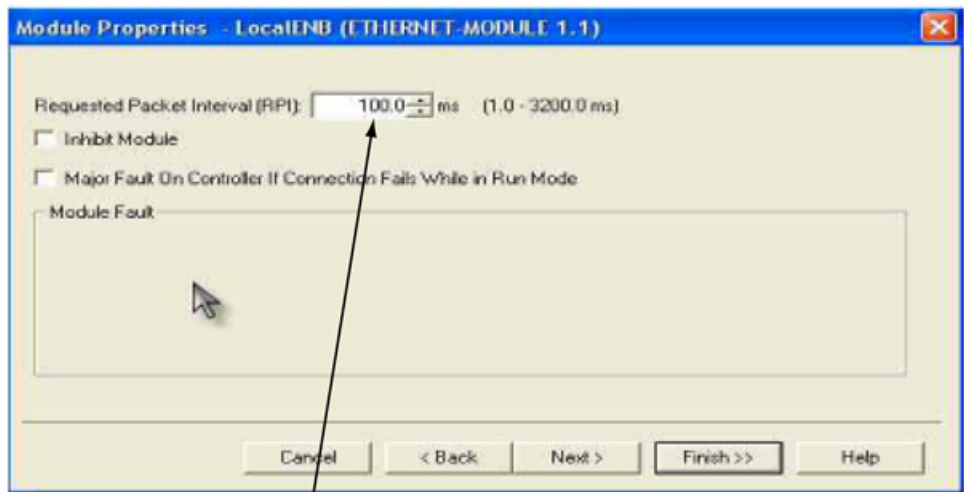 Module Properties - LocalENB (ETHERNET-MODULE 1.1)
Requested Packet Interval (RPI): 100.0 ms (1.0 - 3200.0 ms)
Inhibit Module
Major Fault On Controller If Connection Fails While in Run Mode
Module Fault
Cancel < Back Next > Finish >> Help